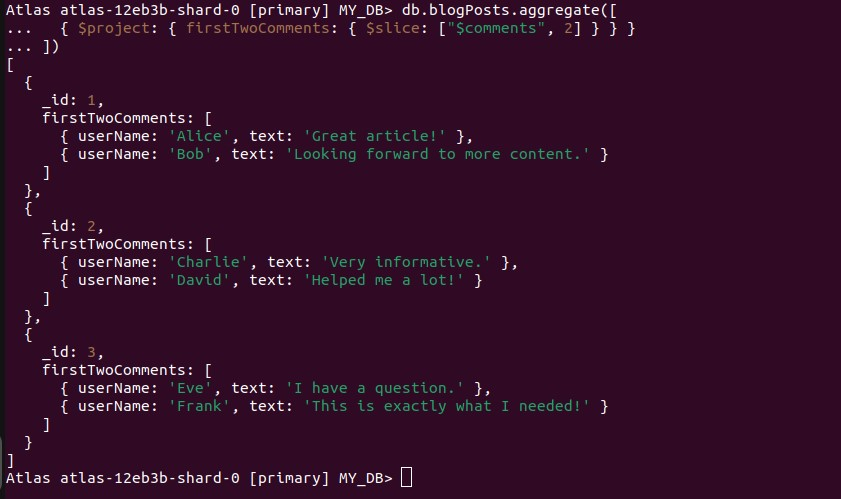 Atlas atlas-12eb3b-shard-0 [primary] MY_DB> db.blogPosts.aggregate([
...   { $project: { firstTwoComments: { $slice: ["$comments", 2] } } }
... ])
[
  {
    _id: 1,
    firstTwoComments: [
      { userName: 'Alice', text: 'Great article!' },
      { userName: 'Bob', text: 'Looking forward to more content.' }
    ]
  },
  {
    _id: 2,
    firstTwoComments: [
      { userName: 'Charlie', text: 'Very informative.' },
      { userName: 'David', text: 'Helped me a lot!' }
    ]
  },
  {
    _id: 3,
    firstTwoComments: [
      { userName: 'Eve', text: 'I have a question.' },
      { userName: 'Frank', text: 'This is exactly what I needed!' }
    ]
  }
]
Atlas atlas-12eb3b-shard-0 [primary] MY_DB>